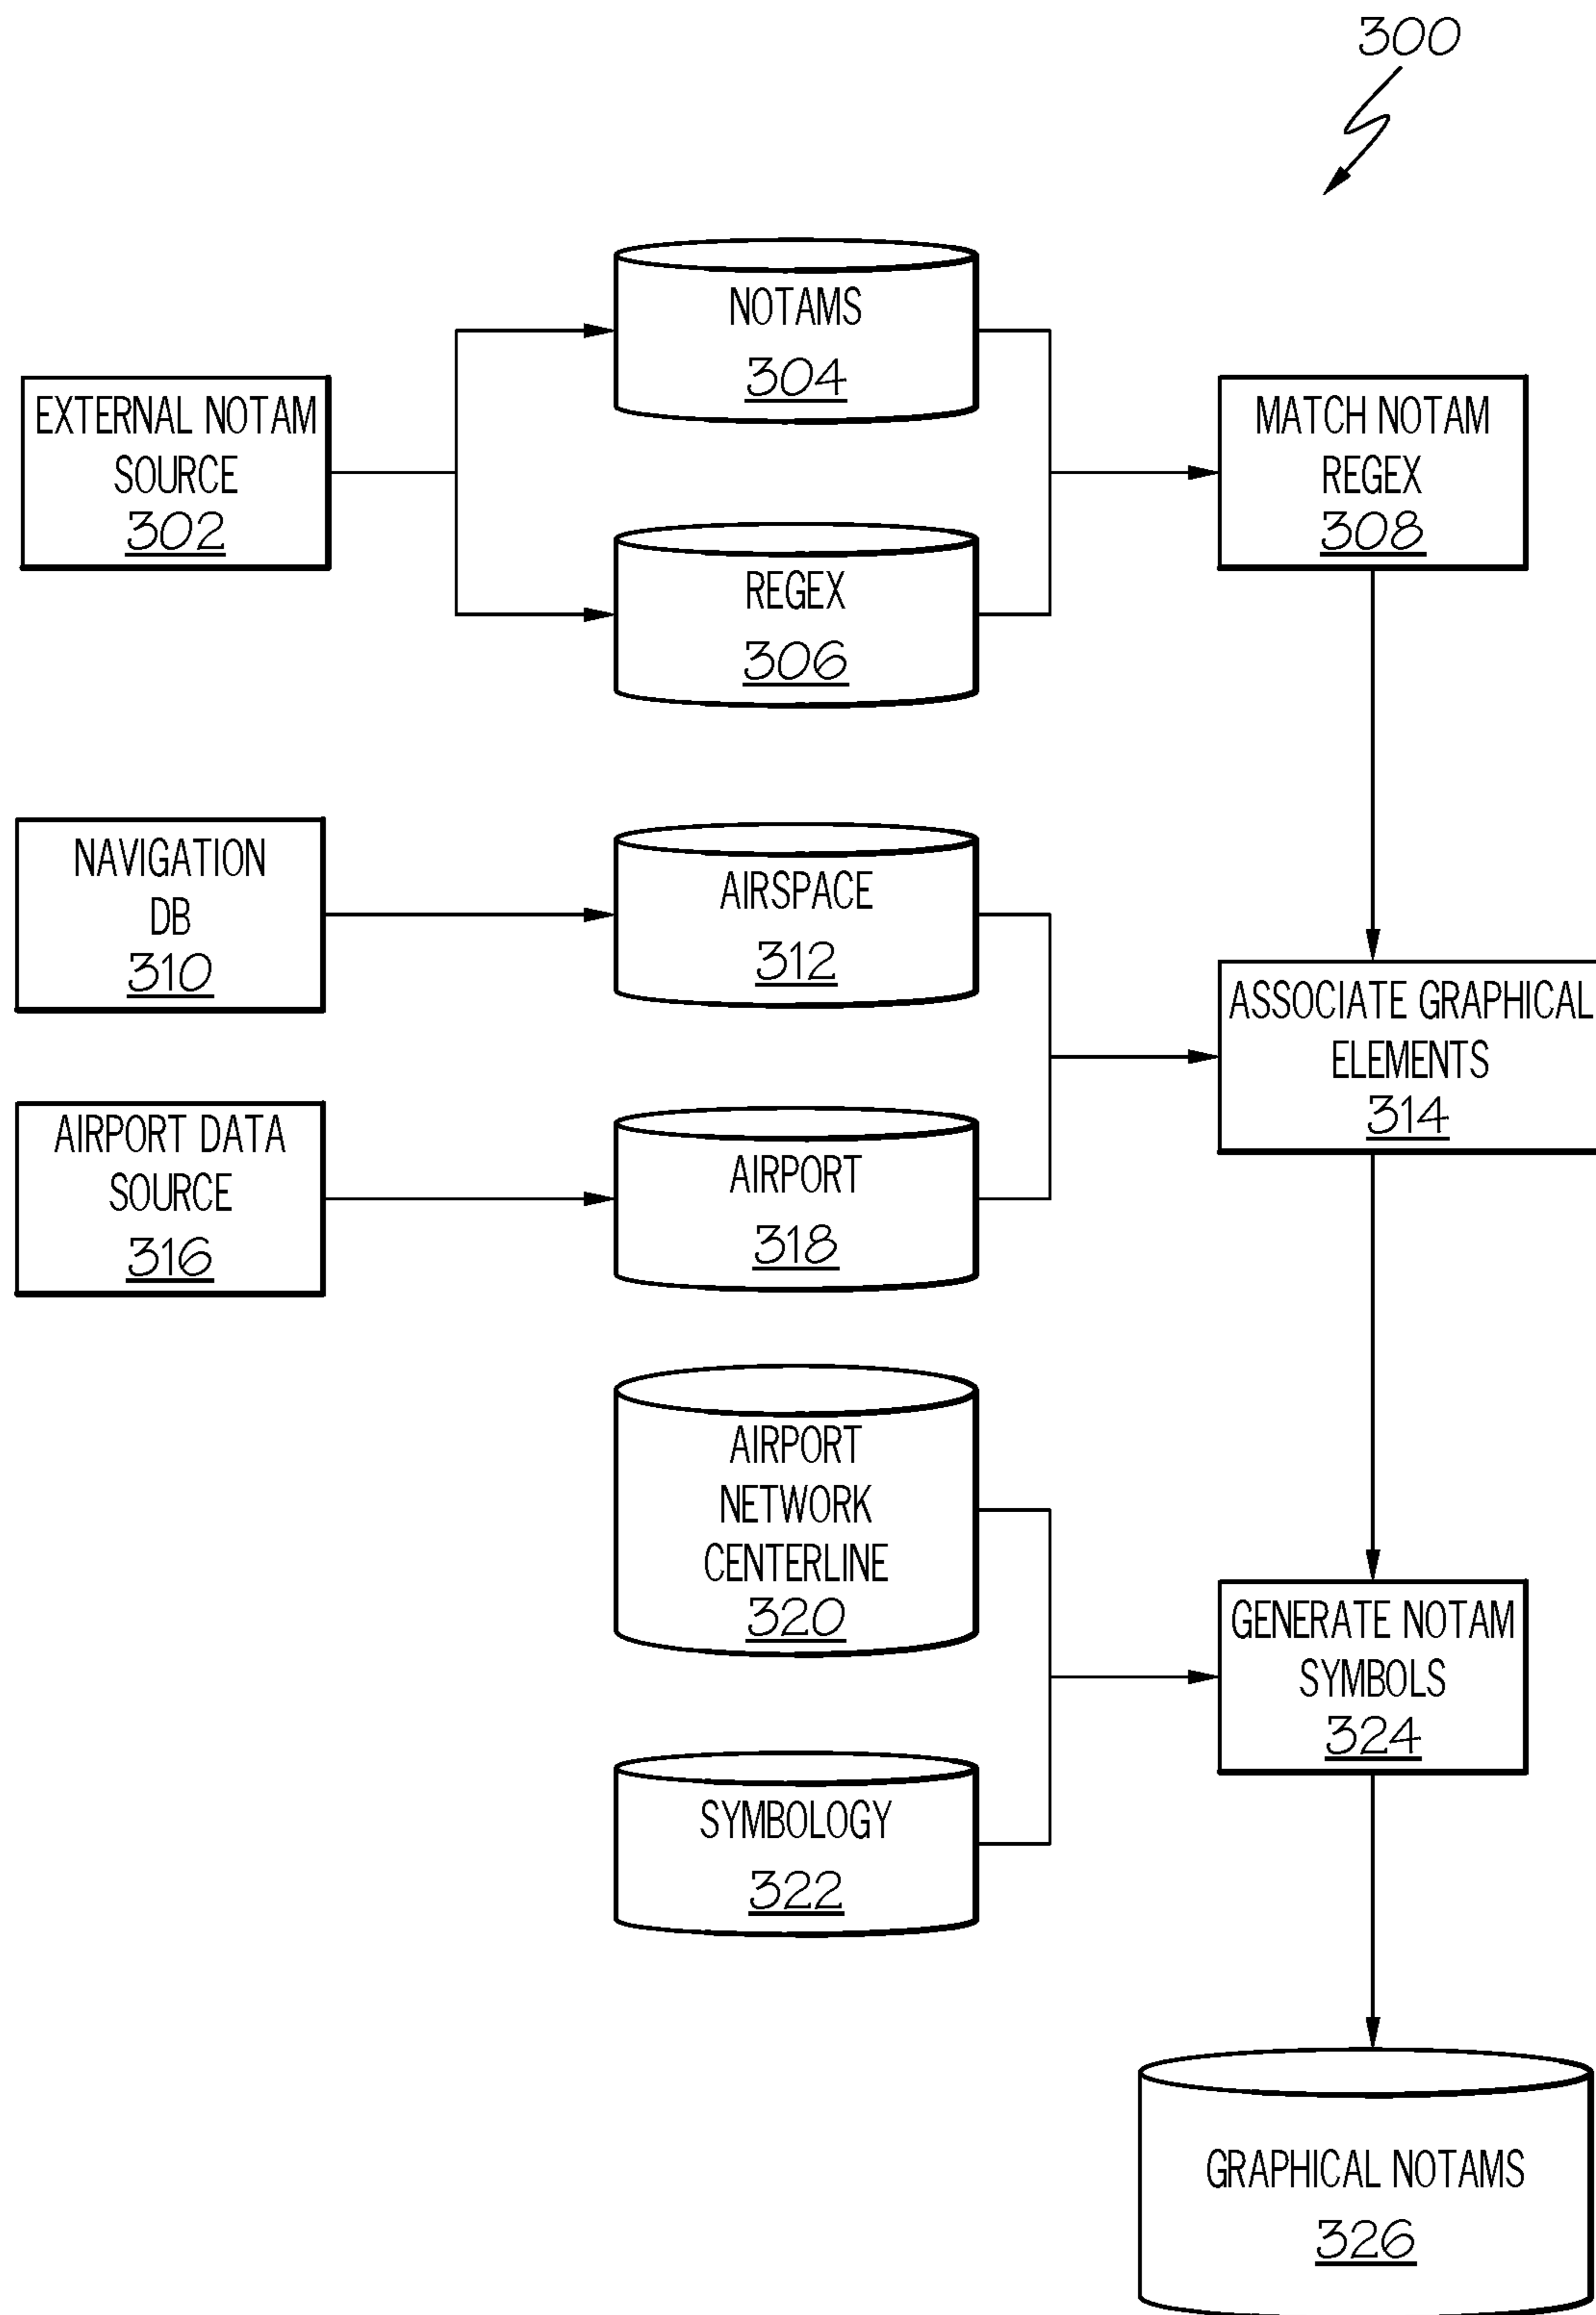 300
NOTAMS
304
EXTERNAL NOTAM
SOURCE
302
MATCH NOTAM
REGEX
308
REGEX
306
NAVIGATION
DB
310
AIRSPACE
312
ASSOCIATE GRAPHICAL
ELEMENTS
314
AIRPORT DATA
SOURCE
316
AIRPORT
318
AIRPORT
NETWORK
CENTERLINE
320
GENERATE NOTAM
SYMBOLS
324
SYMBOLOGY
322
GRAPHICAL NOTAMS
326